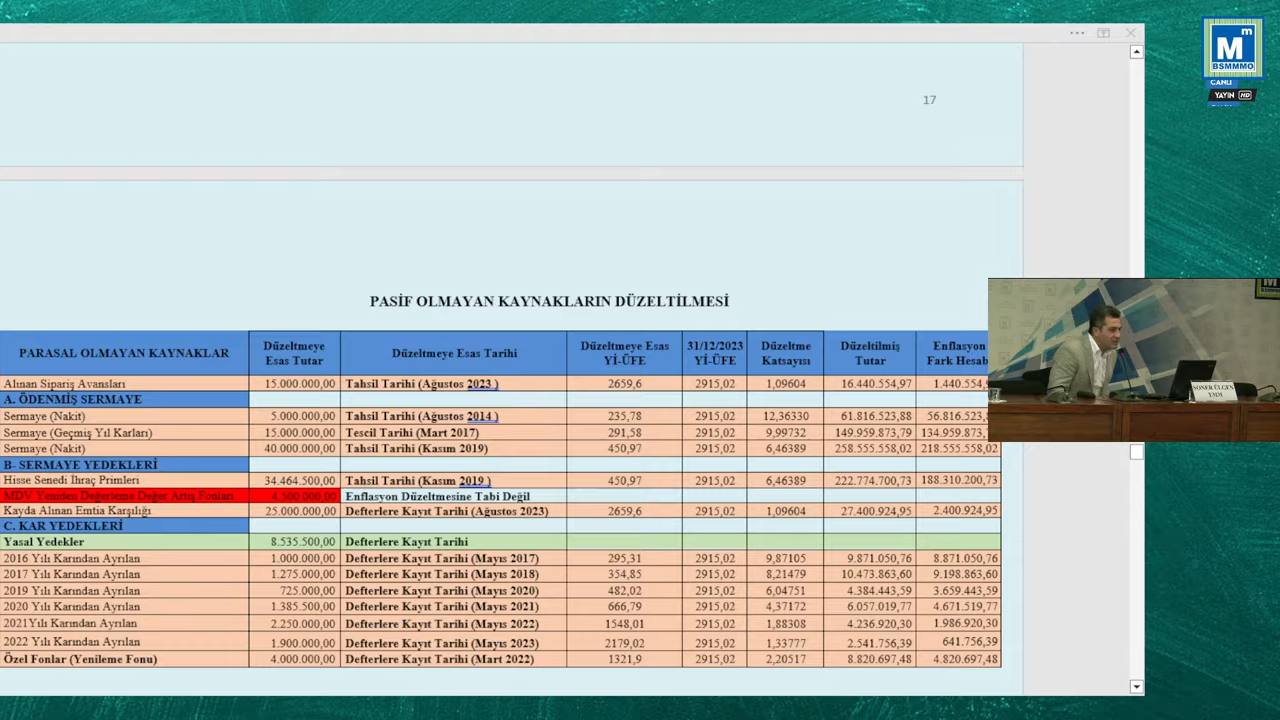 M m
BSMMMO
CANLI
YAYIN HD
17
PASİF OLMAYAN KAYNAKLARIN DÜZELTİLMESİ
PARASAL OLMAYAN KAYNAKLAR Düzeltmeye Esas Tutar Düzeltmeye Esas Tarihi Düzeltmeye Esas Yİ-ÜFE 31/12/2023 Yİ-ÜFE Düzeltme Katsayısı Düzeltilmiş Tutar Enflasyon Fark Hesab
Alınan Sipariş Avansları 15.000.000,00 Tahsil Tarihi (Ağustos 2023 ) 2659,6 2915,02 1,09604 16.440.554,97 1.440.554,9
A. ÖDENMİŞ SERMAYE
Sermaye (Nakit) 5.000.000,00 Tahsil Tarihi (Ağustos 2014 ) 235,78 2915,02 12,36330 61.816.523,88 56.816.523,
Sermaye (Geçmiş Yıl Karları) 15.000.000,00 Tescil Tarihi (Mart 2017) 291,58 2915,02 9,99732 149.959.873,79 134.959.873,
Sermaye (Nakit) 40.000.000,00 Tahsil Tarihi (Kasım 2019) 450,97 2915,02 6,46389 258.555.002,02 218.555.002,02
B- SERMAYE YEDEKLERİ
Hisse Senedi İhraç Primleri 34.464.500,00 Tahsil Tarihi (Kasım 2019 ) 450,97 2915,02 6,46389 222.774.700,73 188.310.200,73
MDV Yeniden Değerleme Değer Artış Fonları 4.500.000,00 Enflasyon Düzeltmesine Tabi Değil
Kayda Alınan Emtia Karşılığı 25.000.000,00 Defterlere Kayıt Tarihi (Ağustos 2023) 2659,6 2915,02 1,09604 27.400.924,95 2.400.924,95
C. KAR YEDEKLERİ
Yasal Yedekler 8.535.500,00 Defterlere Kayıt Tarihi
2016 Yılı Karından Ayrılan 1.000.000,00 Defterlere Kayıt Tarihi (Mayıs 2017) 295,31 2915,02 9,87105 9.871.050,76 8.871.050,76
2017 Yılı Karından Ayrılan 1.275.000,00 Defterlere Kayıt Tarihi (Mayıs 2018) 354,85 2915,02 8,21479 10.473.863,60 9.198.863,60
2019 Yılı Karından Ayrılan 725.000,00 Defterlere Kayıt Tarihi (Mayıs 2020) 482,02 2915,02 6,04751 4.384.443,59 3.659.443,59
2020 Yılı Karından Ayrılan 1.385.500,00 Defterlere Kayıt Tarihi (Mayıs 2021) 666,79 2915,02 4,37172 6.057.019,77 4.671.519,77
2021Yılı Karından Ayrılan 2.250.000,00 Defterlere Kayıt Tarihi (Mayıs 2022) 1548,01 2915,02 1,88308 4.236.920,30 1.986.920,30
2022 Yılı Karından Ayrılan 1.900.000,00 Defterlere Kayıt Tarihi (Mayıs 2023) 2179,02 2915,02 1,33777 2.541.756,39 641.756,39
Özel Fonlar (Yenileme Fonu) 4.000.000,00 Defterlere Kayıt Tarihi (Mart 2022) 1321,9 2915,02 2,20517 8.820.697,48 4.820.697,48
SONER ÜLGEN
YMM